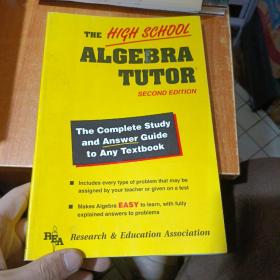 THE HIGH SCHOOL
ALGEBRA
TUTOR®
SECOND EDITION
The Complete Study
and Answer Guide
to Any Textbook
■ Includes every type of problem that may be
assigned by your teacher or given on a test
■ Makes Algebra EASY to learn, with fully
explained answers to problems
REA Research & Education Association